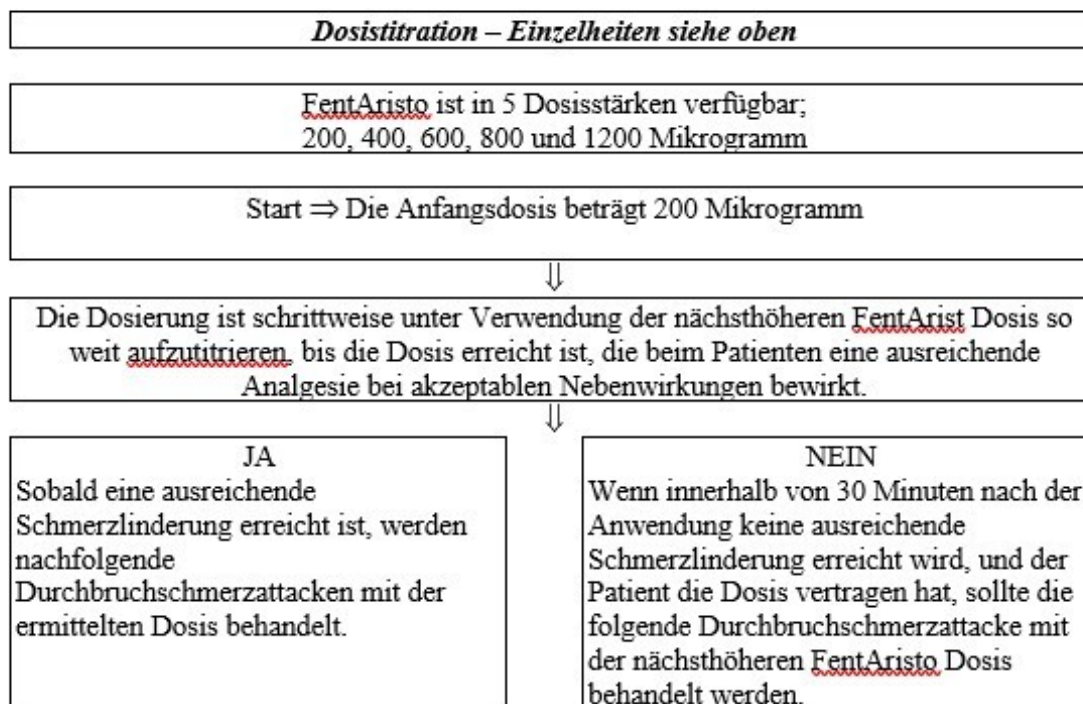 Dosistitration – Einzelheiten siehe oben
FentAristo ist in 5 Dosisstärken verfügbar;
200, 400, 600, 800 und 1200 Mikrogramm
Start ⇒ Die Anfangsdosis beträgt 200 Mikrogramm
⇓
Die Dosierung ist schrittweise unter Verwendung der nächsthöheren FentArist Dosis so
weit aufzutitrieren, bis die Dosis erreicht ist, die beim Patienten eine ausreichende
Analgesie bei akzeptablen Nebenwirkungen bewirkt.
⇓
JA
Sobald eine ausreichende
Schmerzlinderung erreicht ist, werden
nachfolgende
Durchbruchschmerzattacken mit der
ermittelten Dosis behandelt.
NEIN
Wenn innerhalb von 30 Minuten nach der
Anwendung keine ausreichende
Schmerzlinderung erreicht wird, und der
Patient die Dosis vertragen hat, sollte die
folgende Durchbruchschmerzattacke mit
der nächsthöheren FentAristo Dosis
behandelt werden.